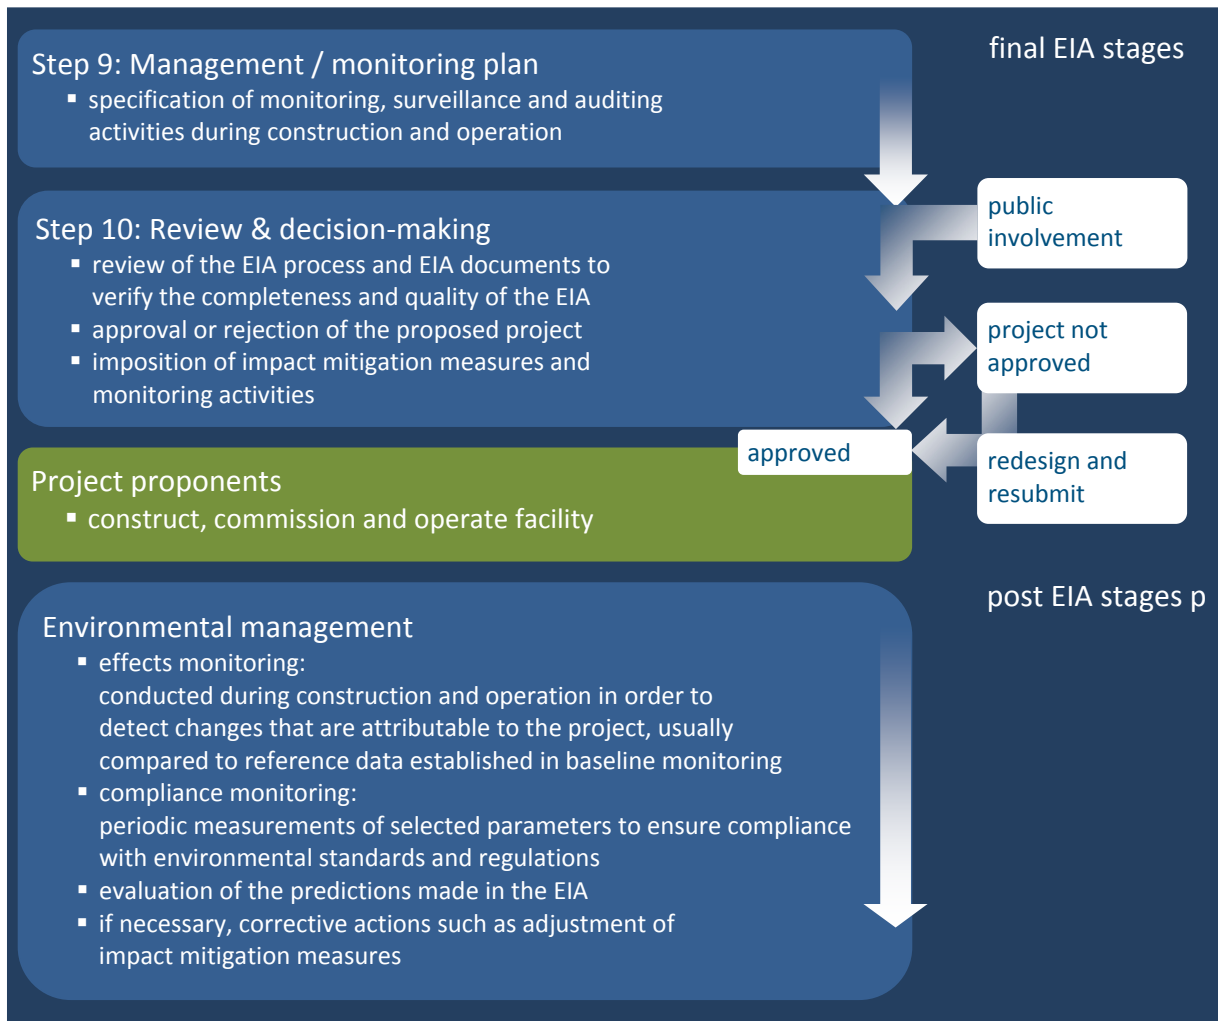 final EIA stages
Step 9: Management / monitoring plan
▪ specification of monitoring, surveillance and auditing
activities during construction and operation
public
involvement
Step 10: Review & decision-making
▪ review of the EIA process and EIA documents to
verify the completeness and quality of the EIA
▪ approval or rejection of the proposed project
▪ imposition of impact mitigation measures and
monitoring activities
project not
approved
approved
redesign and
resubmit
Project proponents
▪ construct, commission and operate facility
post EIA stages p
Environmental management
▪ effects monitoring:
conducted during construction and operation in order to
detect changes that are attributable to the project, usually
compared to reference data established in baseline monitoring
▪ compliance monitoring:
periodic measurements of selected parameters to ensure compliance
with environmental standards and regulations
▪ evaluation of the predictions made in the EIA
▪ if necessary, corrective actions such as adjustment of
impact mitigation measures